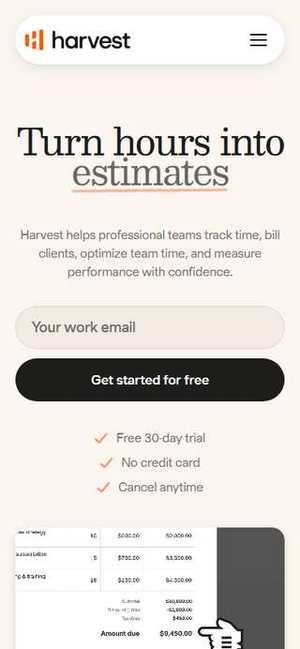 harvest
Turn hours into
estimates
Harvest helps professional teams track time, bill
clients, optimize team time, and measure
performance with confidence.
Your work email
Get started for free
Free 30-day trial
No credit card
Cancel anytime
Amount due $9,450.00